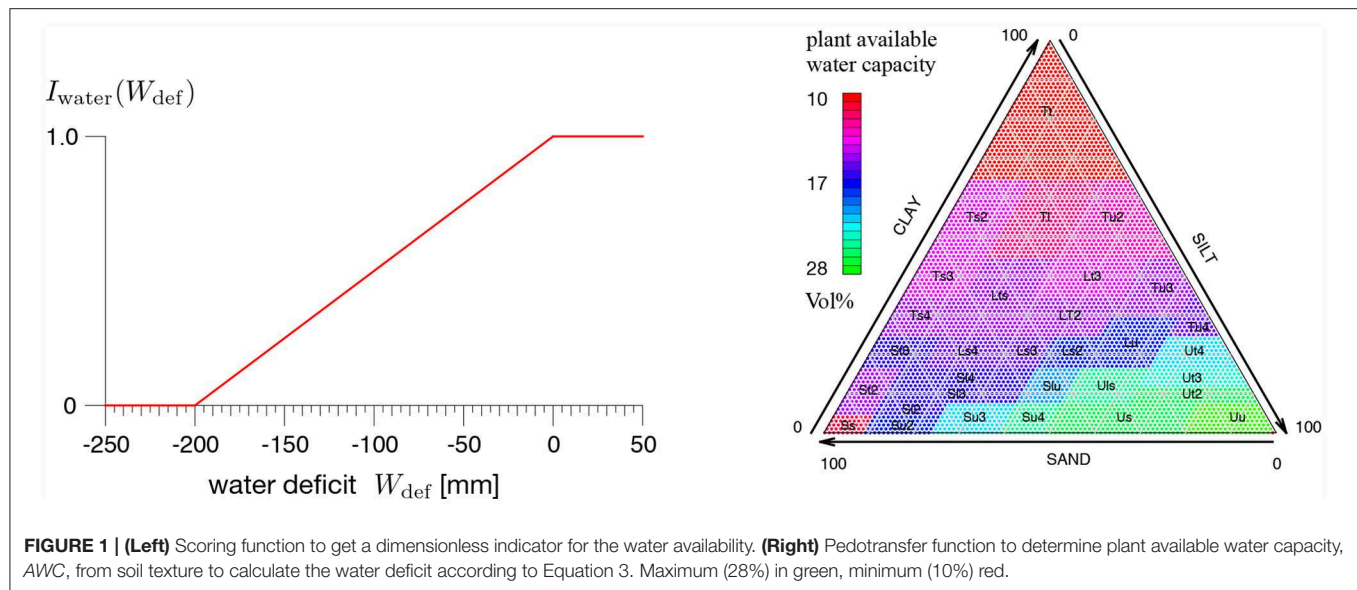 I_water(W_def)
1.0
0
-250 -200 -150 -100 -50 0 50
water deficit W_def [mm]
plant available
water capacity
10
17
28
Vol%
100 0
CLAY
SILT
Tt
Ts2 Tl Tu2
Ts3 Lts Lt3 Tu3
Ts4 LT2 Tu4
Lu
Ls4 Ls3 Ls2 Ut4
St2 Sl4 Slu Uls Ut3
Sl3 Ut2
Sl2
Ss Su2 Su3 Su4 Us Uu
0 100
100 SAND 0
FIGURE 1 | (Left) Scoring function to get a dimensionless indicator for the water availability. (Right) Pedotransfer function to determine plant available water capacity,
AWC, from soil texture to calculate the water deficit according to Equation 3. Maximum (28%) in green, minimum (10%) red.